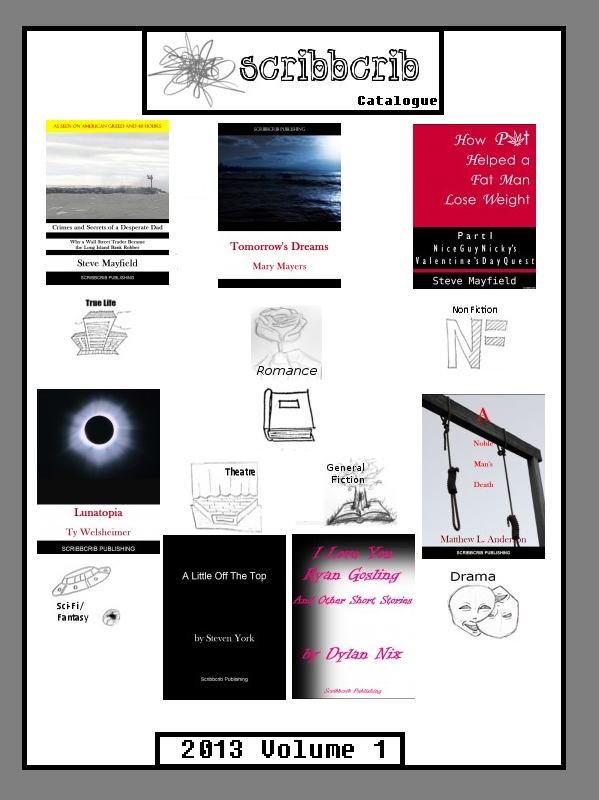 scribbcrib
Catalogue
AS SEEN ON AMERICAN GREED AND 48 HOURS
Crimes and Secrets of a Desperate Dad
Why a Wall Street Trader Became
the Long Island Bank Robber
Steve Mayfield
SCRIBBCRIB PUBLISHING
SCRIBBCRIB PUBLISHING
Tomorrow's Dreams
Mary Mayers
How Pot
Helped a
Fat Man
Lose Weight
Part I
NiceGuyNicky's
Valentine'sDayQuest
Steve Mayfield
True Life
Romance
Non Fiction
NF
Lunatopia
Ty Welsheimer
SCRIBBCRIB PUBLISHING
A
Noble
Man's
Death
Matthew L. Anderson
SCRIBBCRIB PUBLISHING
Theatre
General
Fiction
Sci-Fi/
Fantasy
A Little Off The Top
by Steven York
Scribbcrib Publishing
I Love You
Ryan Gosling
And Other Short Stories
by Dylan Nix
Scribbcrib Publishing
Drama
2013 Volume 1